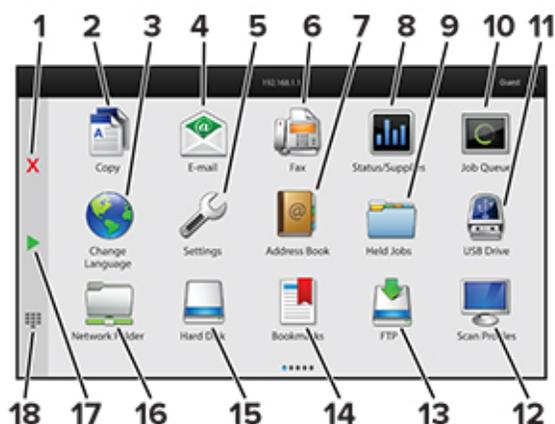 1 2 3 4 5 6 7 8 9 10 11
192.168.1.1
Guest
Copy E-mail Fax Status/Supplies Job Queue
X
@
A
Change Settings Address Book Held Jobs USB Drive
Language
Network Folder Hard Disk Bookmarks FTP Scan Profiles
18 17 16 15 14 13 12